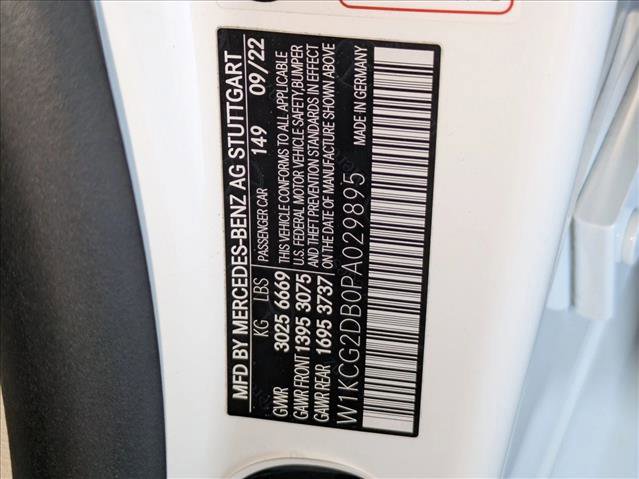 MFD BY MERCEDES-BENZ AG STUTTGART
KG LBS PASSENGER CAR 149 09/22
GVWR 3025 6669 THIS VEHICLE CONFORMS TO ALL APPLICABLE
U.S. FEDERAL MOTOR VEHICLE SAFETY, BUMPER
GAWR FRONT 1395 3075 AND THEFT PREVENTION STANDARDS IN EFFECT
GAWR REAR 1695 3737 ON THE DATE OF MANUFACTURE SHOWN ABOVE
MADE IN GERMANY
W1KCG2DB0PA029895